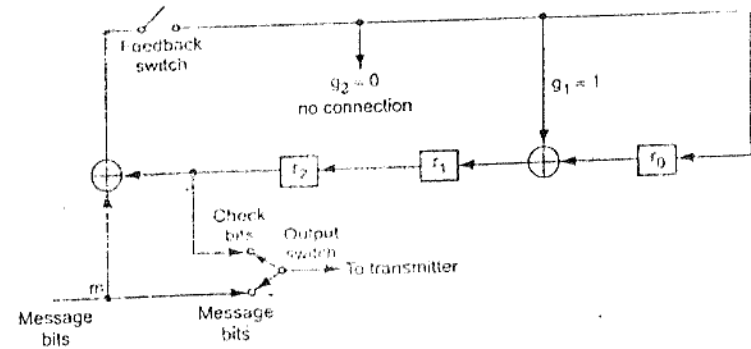 Feedback
switch
g₂ = 0
no connection
g₁ = 1
r₂
r₁
r₀
Check
bits
Output
switch
To transmitter
m
Message
bits
Message
bits